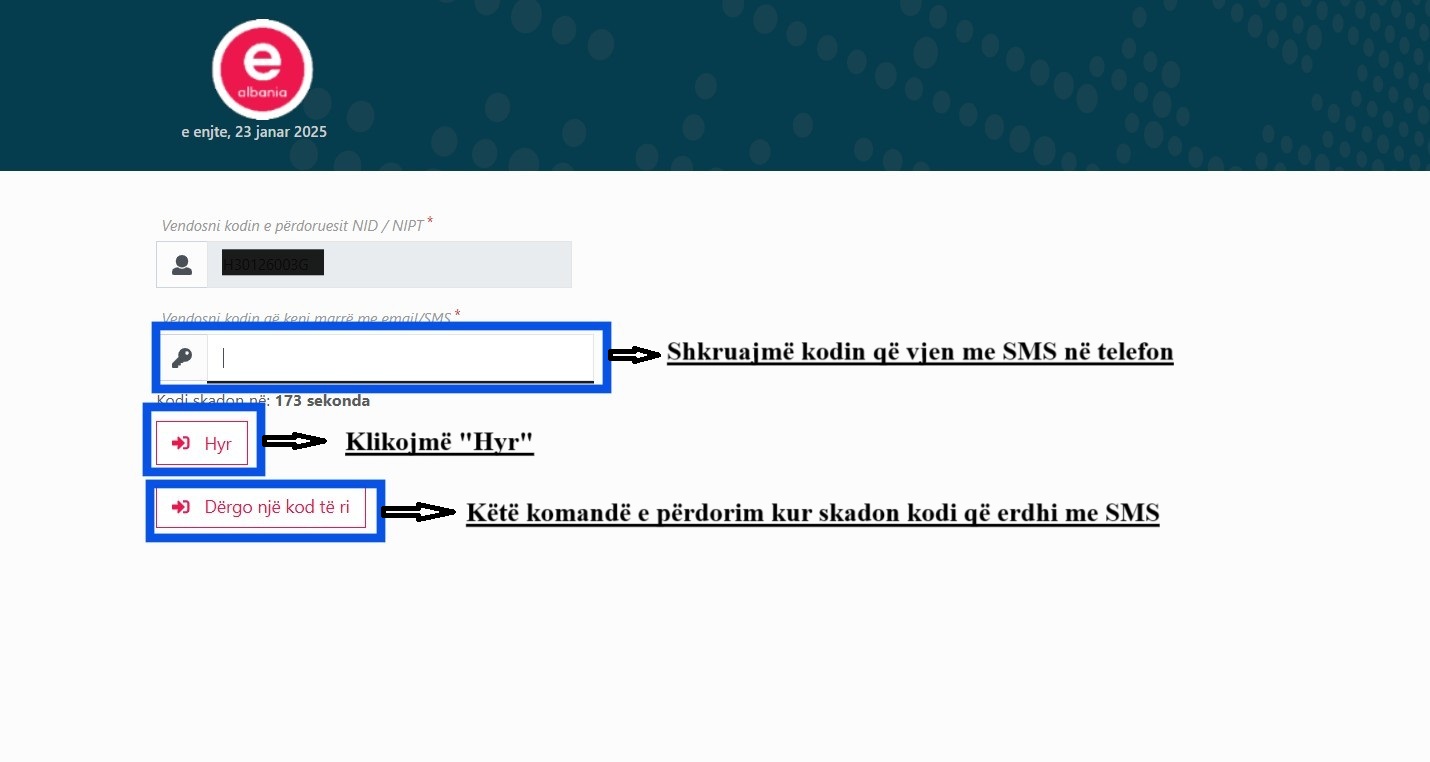 e
albania
e enjte, 23 janar 2025
Vendosni kodin e përdoruesit NID / NIPT *
Vendosni kodin që keni marrë me email/SMS *
Shkruajmë kodin që vjen me SMS në telefon
Kodi skadon në: 173 sekonda
Hyr
Klikojmë "Hyr"
Dërgo një kod të ri
Këtë komandë e përdorim kur skadon kodi që erdhi me SMS